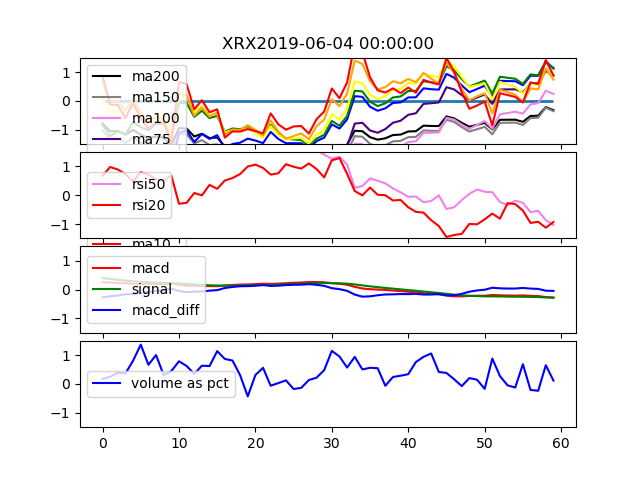 XRX2019-06-04 00:00:00
1
0
−1
ma200
ma150
ma100
ma75
1
0
−1
rsi50
rsi20
ma10
1
0
−1
macd
signal
macd_diff
1
0
−1
volume as pct
0 10 20 30 40 50 60